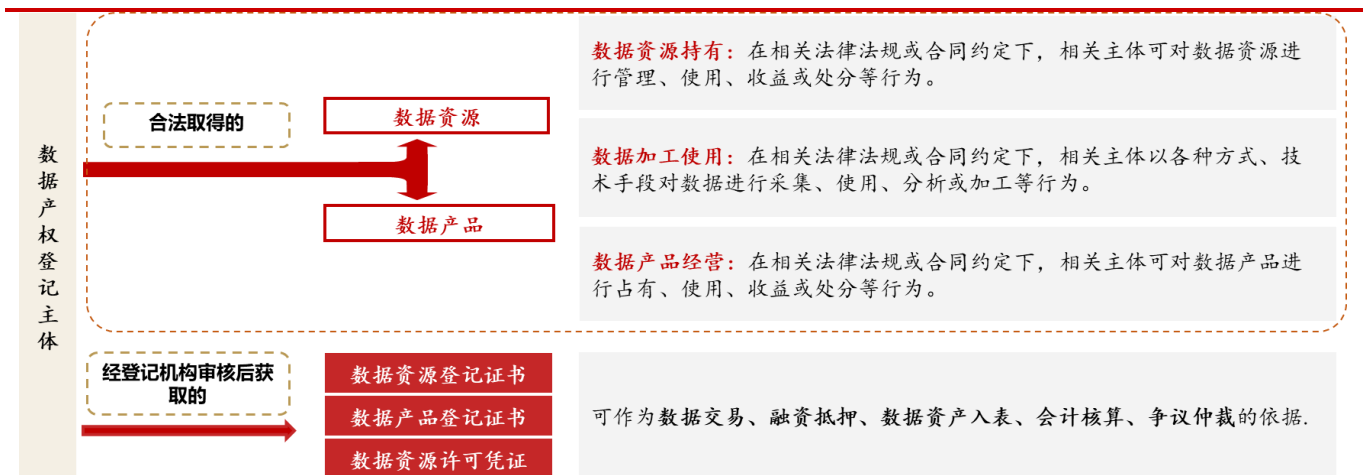 数据产权登记主体
合法取得的
数据资源
数据产品
数据资源持有：在相关法律法规或合同约定下，相关主体可对数据资源进
行管理、使用、收益或处分等行为。
数据加工使用：在相关法律法规或合同约定下，相关主体以各种方式、技
术手段对数据进行采集、使用、分析或加工等行为。
数据产品经营：在相关法律法规或合同约定下，相关主体可对数据产品进
行占有、使用、收益或处分等行为。
经登记机构审核后获
取的
数据资源登记证书
数据产品登记证书
数据资源许可凭证
可作为数据交易、融资抵押、数据资产入表、会计核算、争议仲裁的依据.